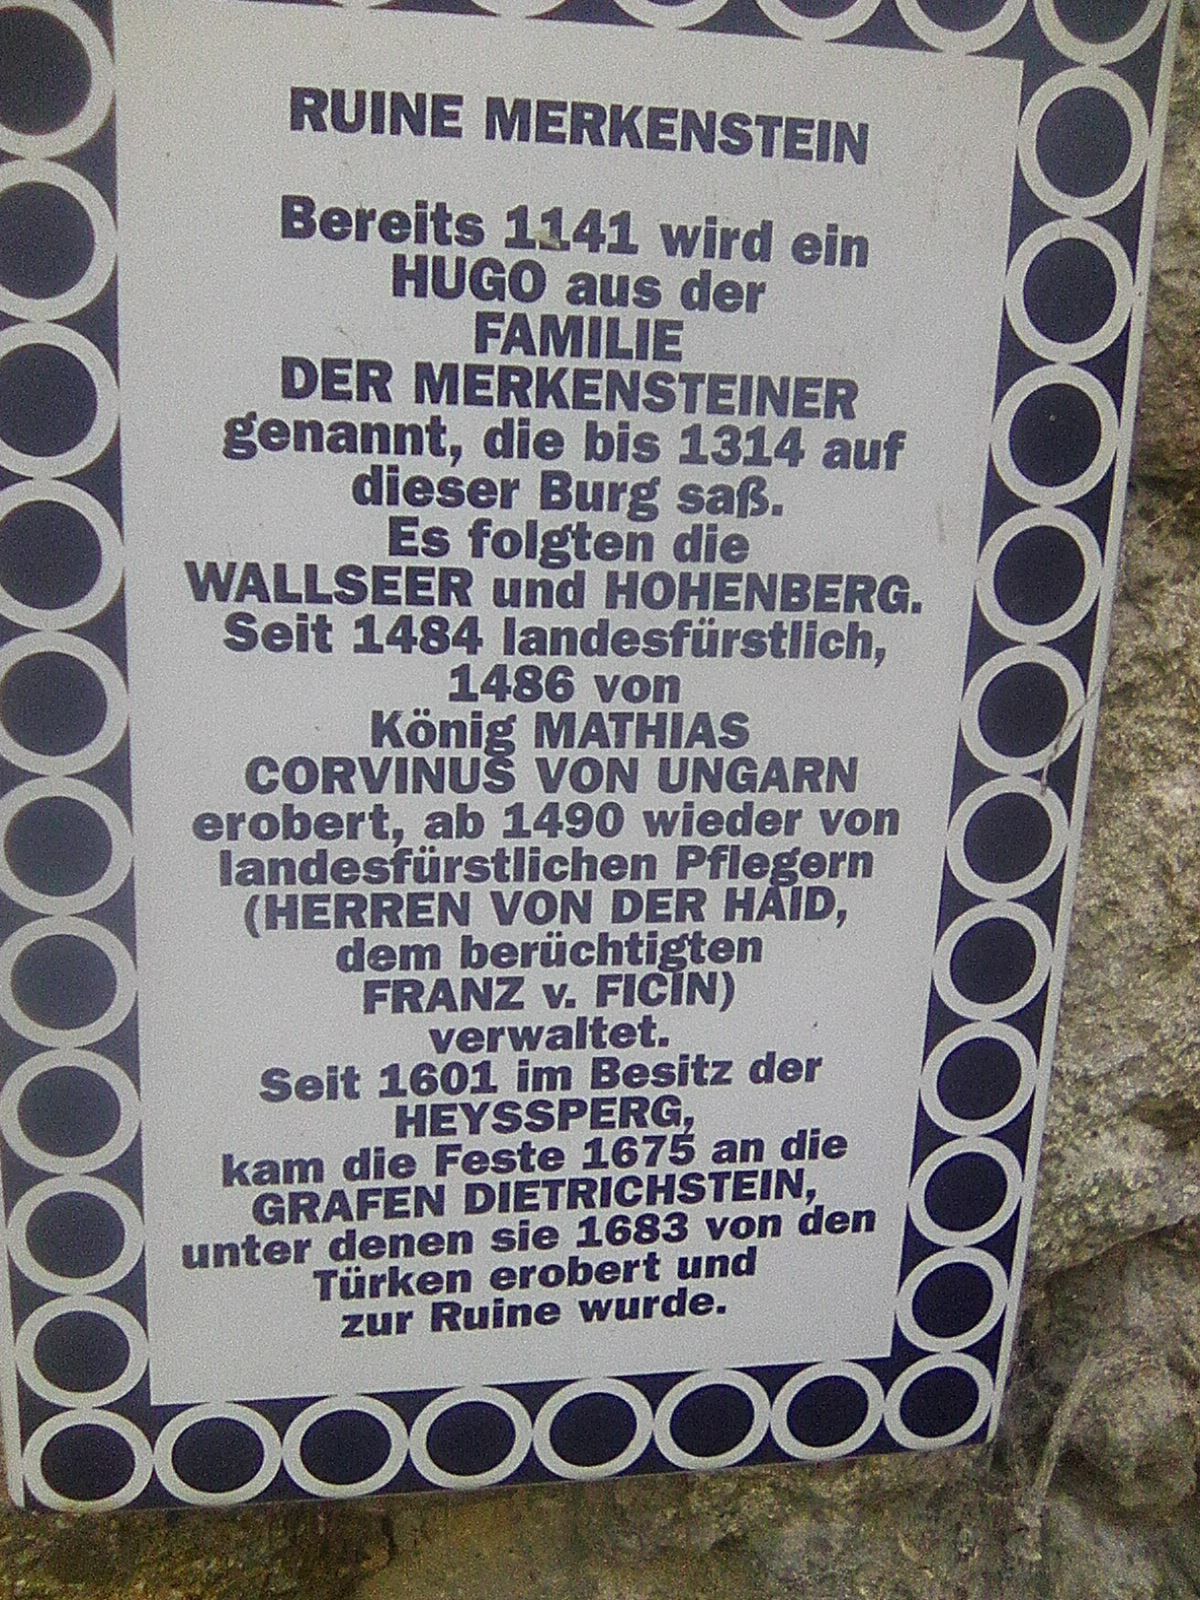 RUINE MERKENSTEIN
Bereits 1141 wird ein
HUGO aus der
FAMILIE
DER MERKENSTEINER
genannt, die bis 1314 auf
dieser Burg saß.
Es folgten die
WALLSEER und HOHENBERG.
Seit 1484 landesfürstlich,
1486 von
König MATHIAS
CORVINUS VON UNGARN
erobert, ab 1490 wieder von
landesfürstlichen Pflegern
(HERREN VON DER HAID,
dem berüchtigten
FRANZ v. FICIN)
verwaltet.
Seit 1601 im Besitz der
HEYSSPERG,
kam die Feste 1675 an die
GRAFEN DIETRICHSTEIN,
unter denen sie 1683 von den
Türken erobert und
zur Ruine wurde.